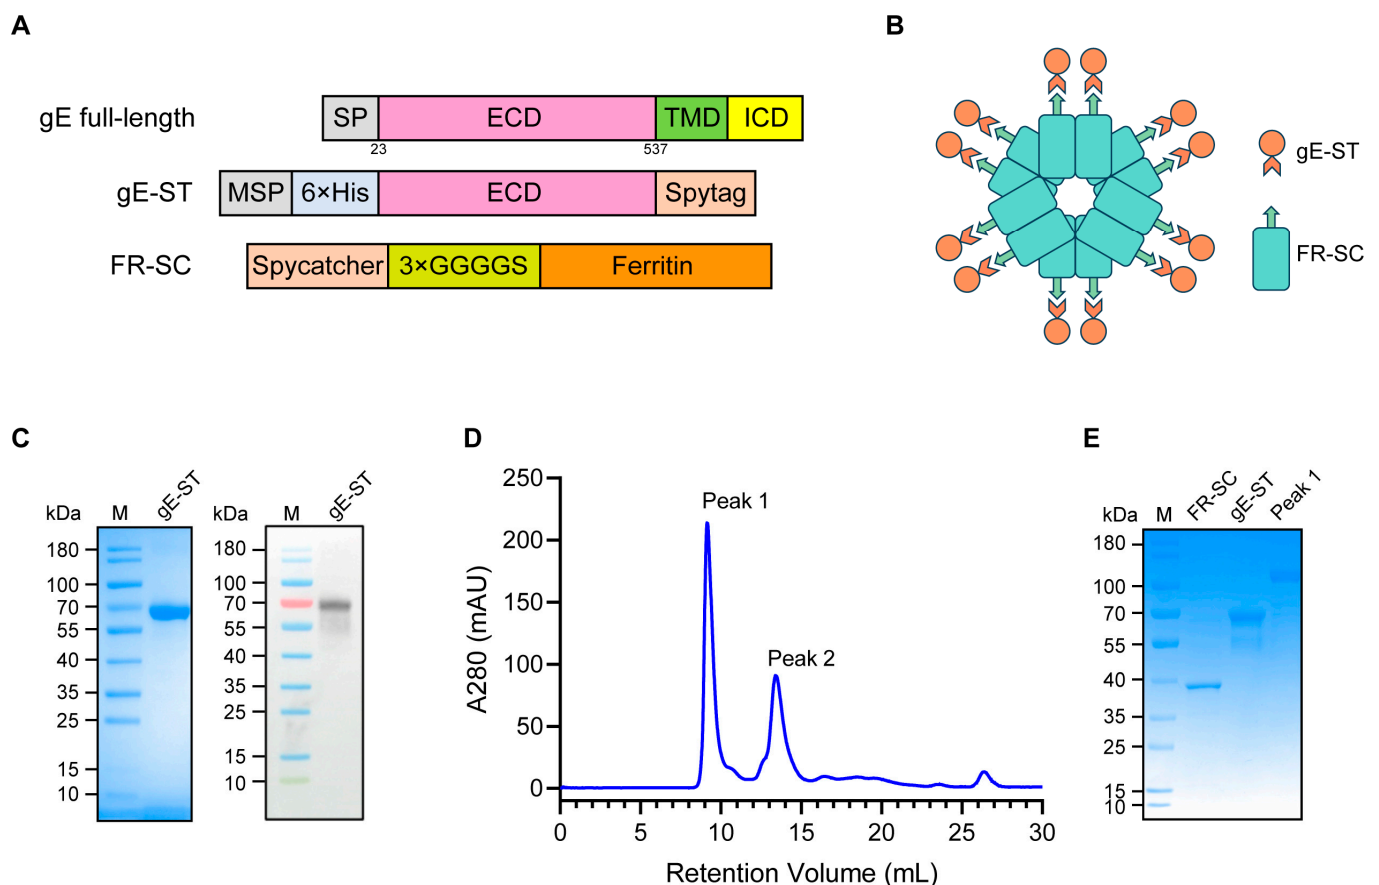 A
gE full-length
SP
ECD
TMD
ICD
23
537
gE-ST
MSP
6×His
ECD
Spytag
FR-SC
Spycatcher
3×GGGGS
Ferritin
B
gE-ST
FR-SC
C
kDa
M
gE-ST
180
100
70
55
40
35
25
15
10
kDa
M
gE-ST
180
100
70
55
40
35
25
15
10
D
250
200
150
100
50
0
A280 (mAU)
Peak 1
Peak 2
0
5
10
15
20
25
30
Retention Volume (mL)
E
kDa
M
FR-SC
gE-ST
Peak 1
180
100
70
55
40
35
25
15
10